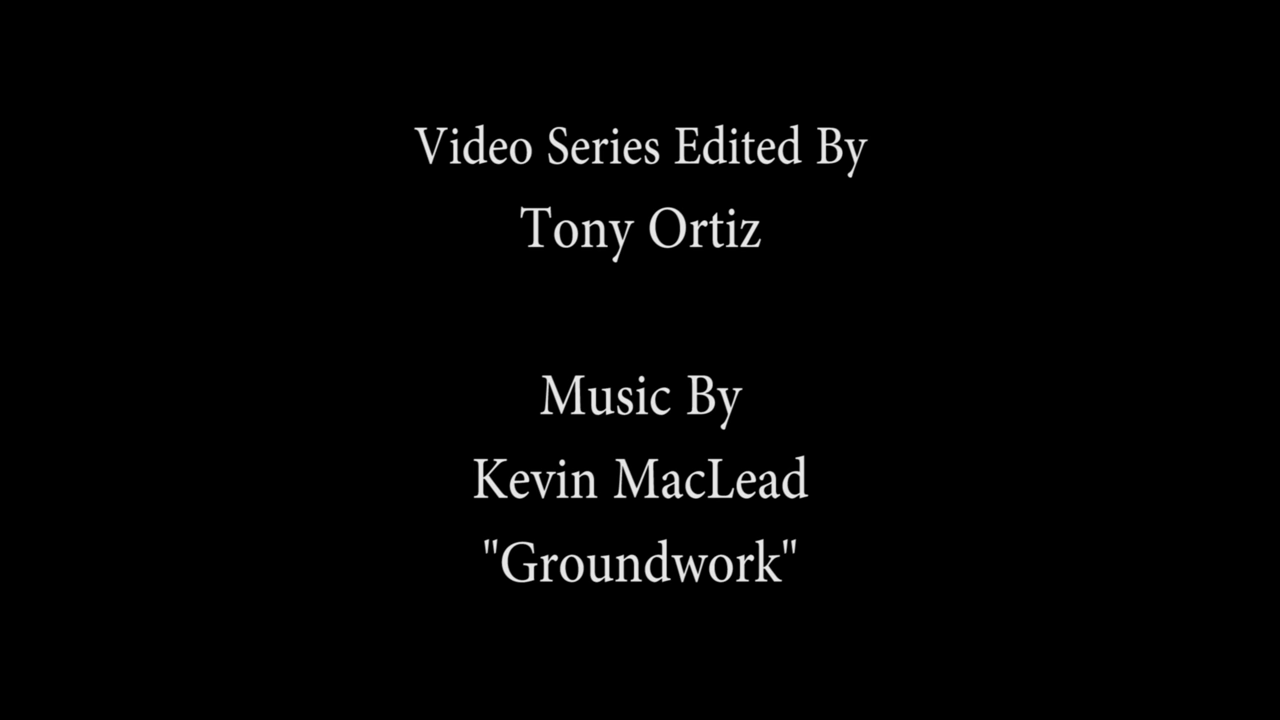 Video Series Edited By
Tony Ortiz
Music By
Kevin MacLead
"Groundwork"